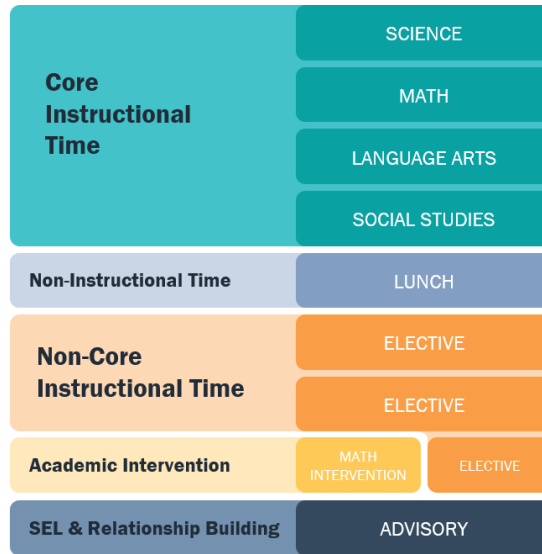 SCIENCE
Core
Instructional
Time
MATH
LANGUAGE ARTS
SOCIAL STUDIES
Non-Instructional Time
LUNCH
Non-Core
Instructional Time
ELECTIVE
ELECTIVE
Academic Intervention
MATH
INTERVENTION
ELECTIVE
SEL & Relationship Building
ADVISORY